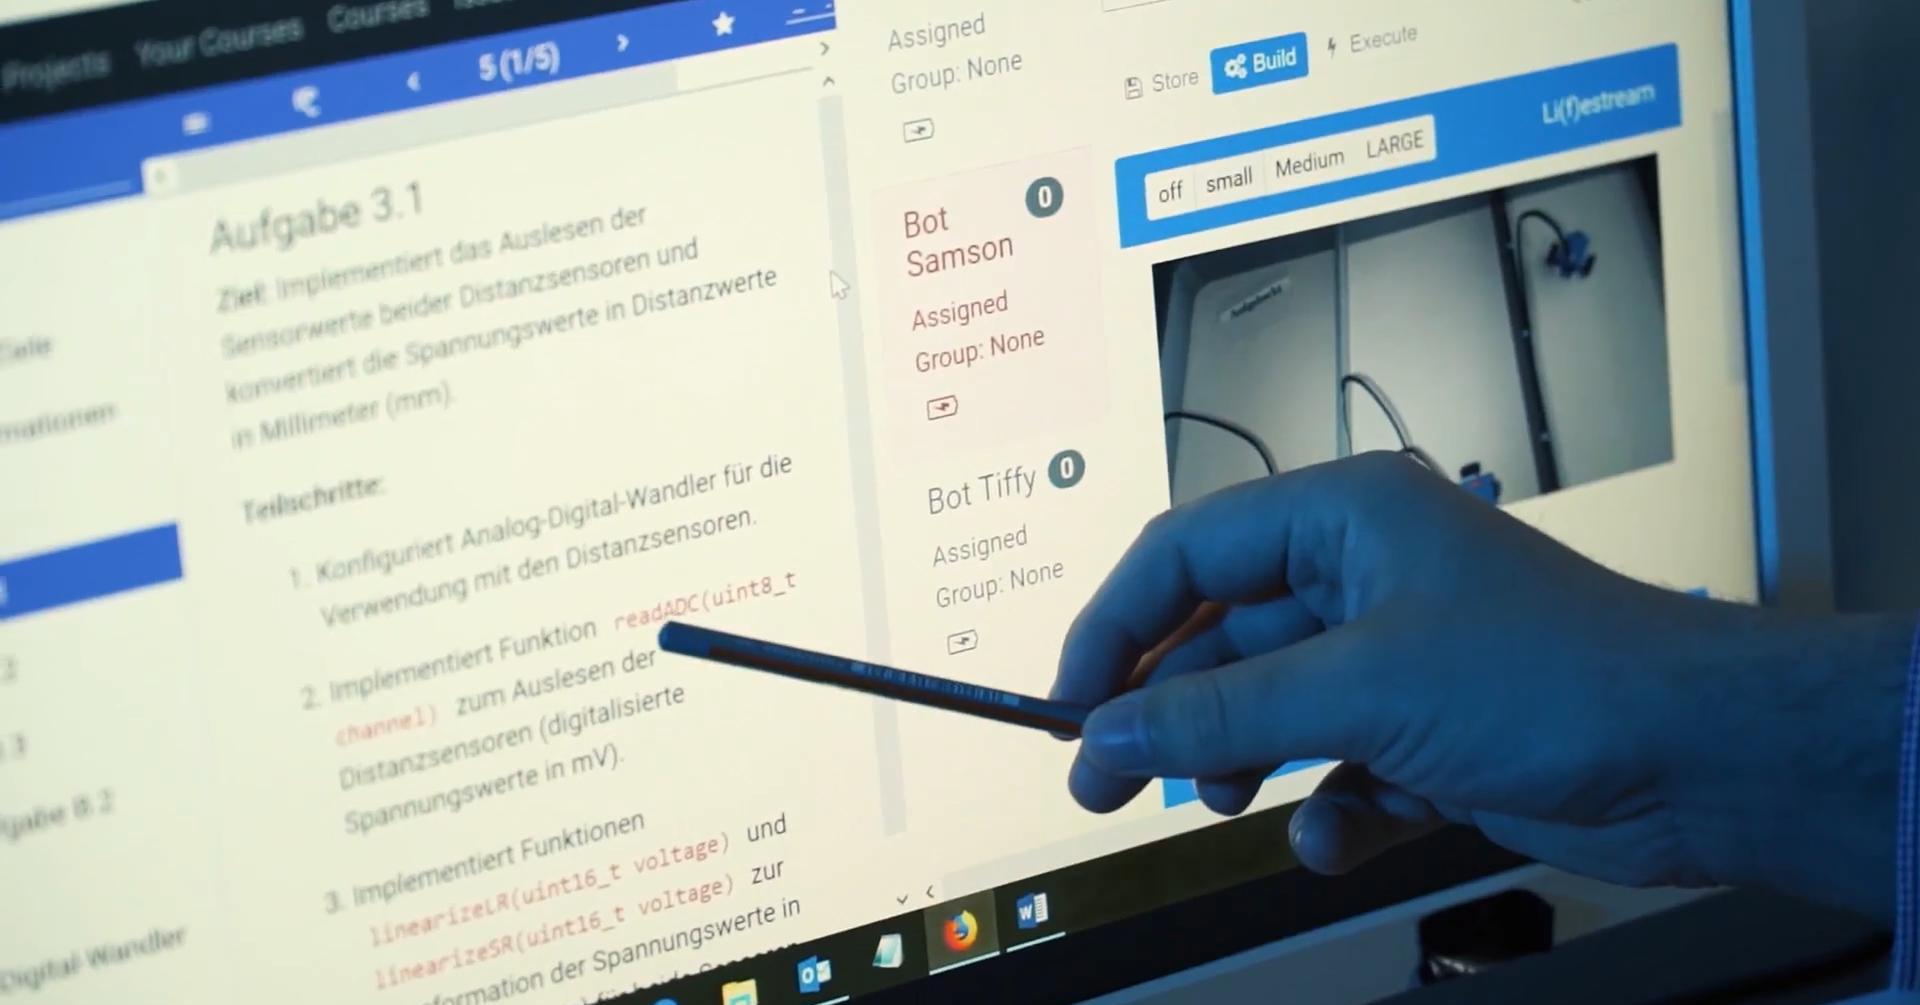 Projects Your Courses Courses
5 (1/5)
Aufgabe 3.1
Ziel: Implementiert das Auslesen der
Sensorwerte beider Distanzsensoren und
konvertiert die Spannungswerte in Distanzwerte
in Millimeter (mm).
Teilschritte:
1. Konfiguriert Analog-Digital-Wandler für die
Verwendung mit den Distanzsensoren.
2. Implementiert Funktion readADC(uint8_t
channel) zum Auslesen der
Distanzsensoren (digitalisierte
Spannungswerte in mV).
3. Implementiert Funktionen
linearizeLR(uint16_t voltage) und
linearizeSR(uint16_t voltage) zur
formation der Spannungswerte in
Digital-Wandler
Assigned
Group: None
Bot
Samson
0
Assigned
Group: None
Bot Tiffy 0
Assigned
Group: None
Store Build Execute
Li(f)estream
off small Medium LARGE